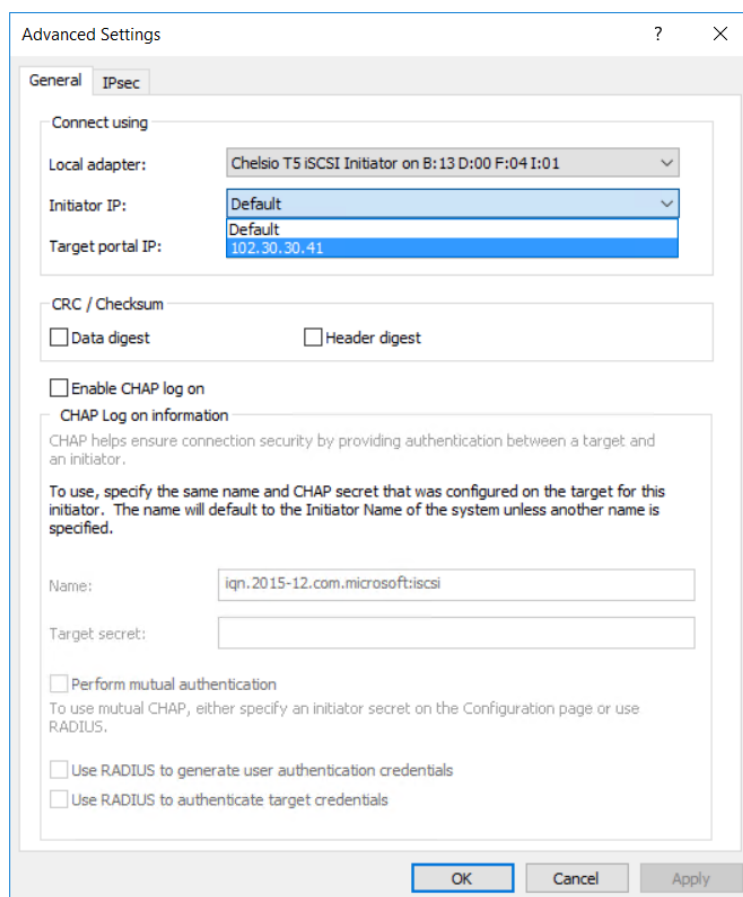 Advanced Settings
?
General
IPsec
Connect using
Local adapter:
Chelsio T5 iSCSI Initiator on B:13 D:00 F:04 I:01
Initiator IP:
Default
Default
Target portal IP:
102.30.30.41
CRC / Checksum
Data digest
Header digest
Enable CHAP log on
CHAP Log on information
CHAP helps ensure connection security by providing authentication between a target and
an initiator.
To use, specify the same name and CHAP secret that was configured on the target for this
initiator. The name will default to the Initiator Name of the system unless another name is
specified.
Name:
iqn.2015-12.com.microsoft:iscsi
Target secret:
Perform mutual authentication
To use mutual CHAP, either specify an initiator secret on the Configuration page or use
RADIUS.
Use RADIUS to generate user authentication credentials
Use RADIUS to authenticate target credentials
OK
Cancel
Apply